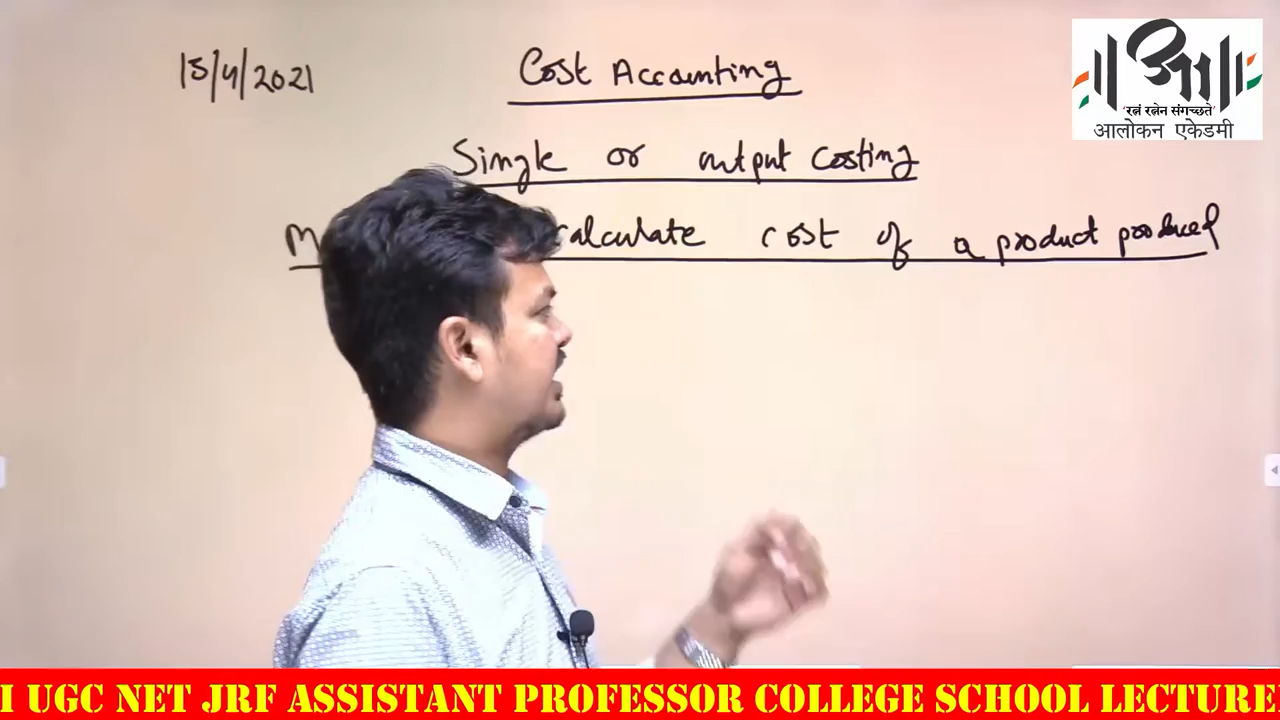 15/4/2021
Cost Accounting
Single or output costing
calculate cost of a product produced
आ
'रत्नं रत्नेन संगच्छते'
आलोकन एकेडमी
I UGC NET JRF ASSISTANT PROFESSOR COLLEGE SCHOOL LECTURE